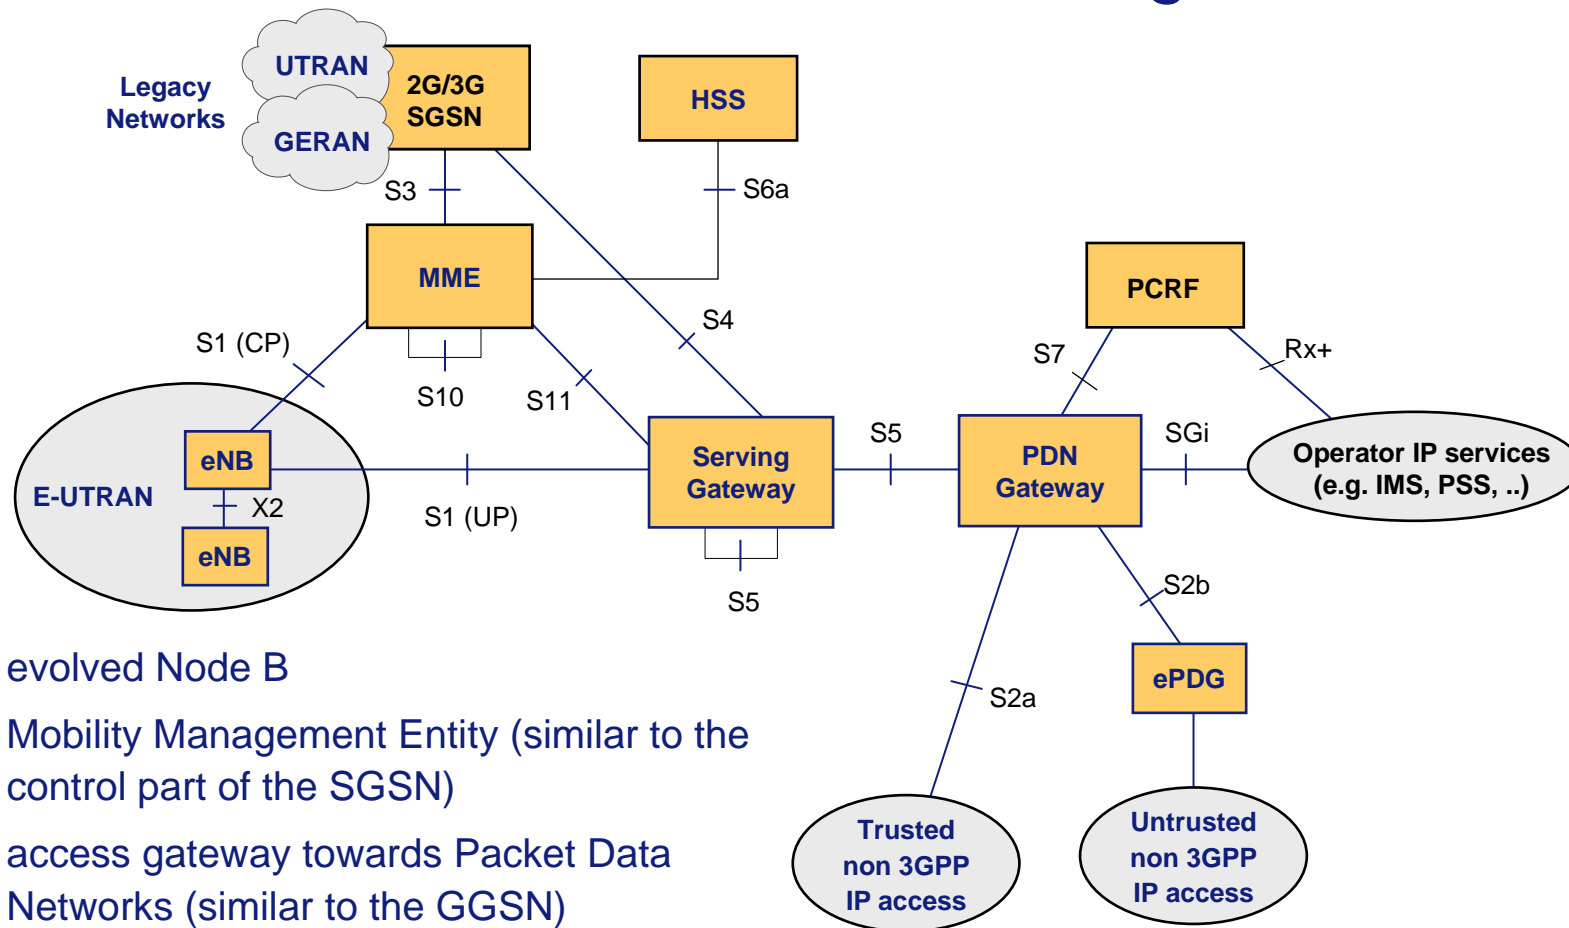 g
UTRAN
Legacy
Networks
2G/3G
SGSN
GERAN
HSS
S3
S6a
MME
PCRF
S4
S1 (CP)
S7
Rx+
S10
S11
eNB
E-UTRAN
X2
eNB
S1 (UP)
Serving
Gateway
S5
S5
PDN
Gateway
SGi
Operator IP services
(e.g. IMS, PSS, ..)
S2b
ePDG
S2a
evolved Node B
Mobility Management Entity (similar to the
control part of the SGSN)
access gateway towards Packet Data
Networks (similar to the GGSN)
Trusted
non 3GPP
IP access
Untrusted
non 3GPP
IP access